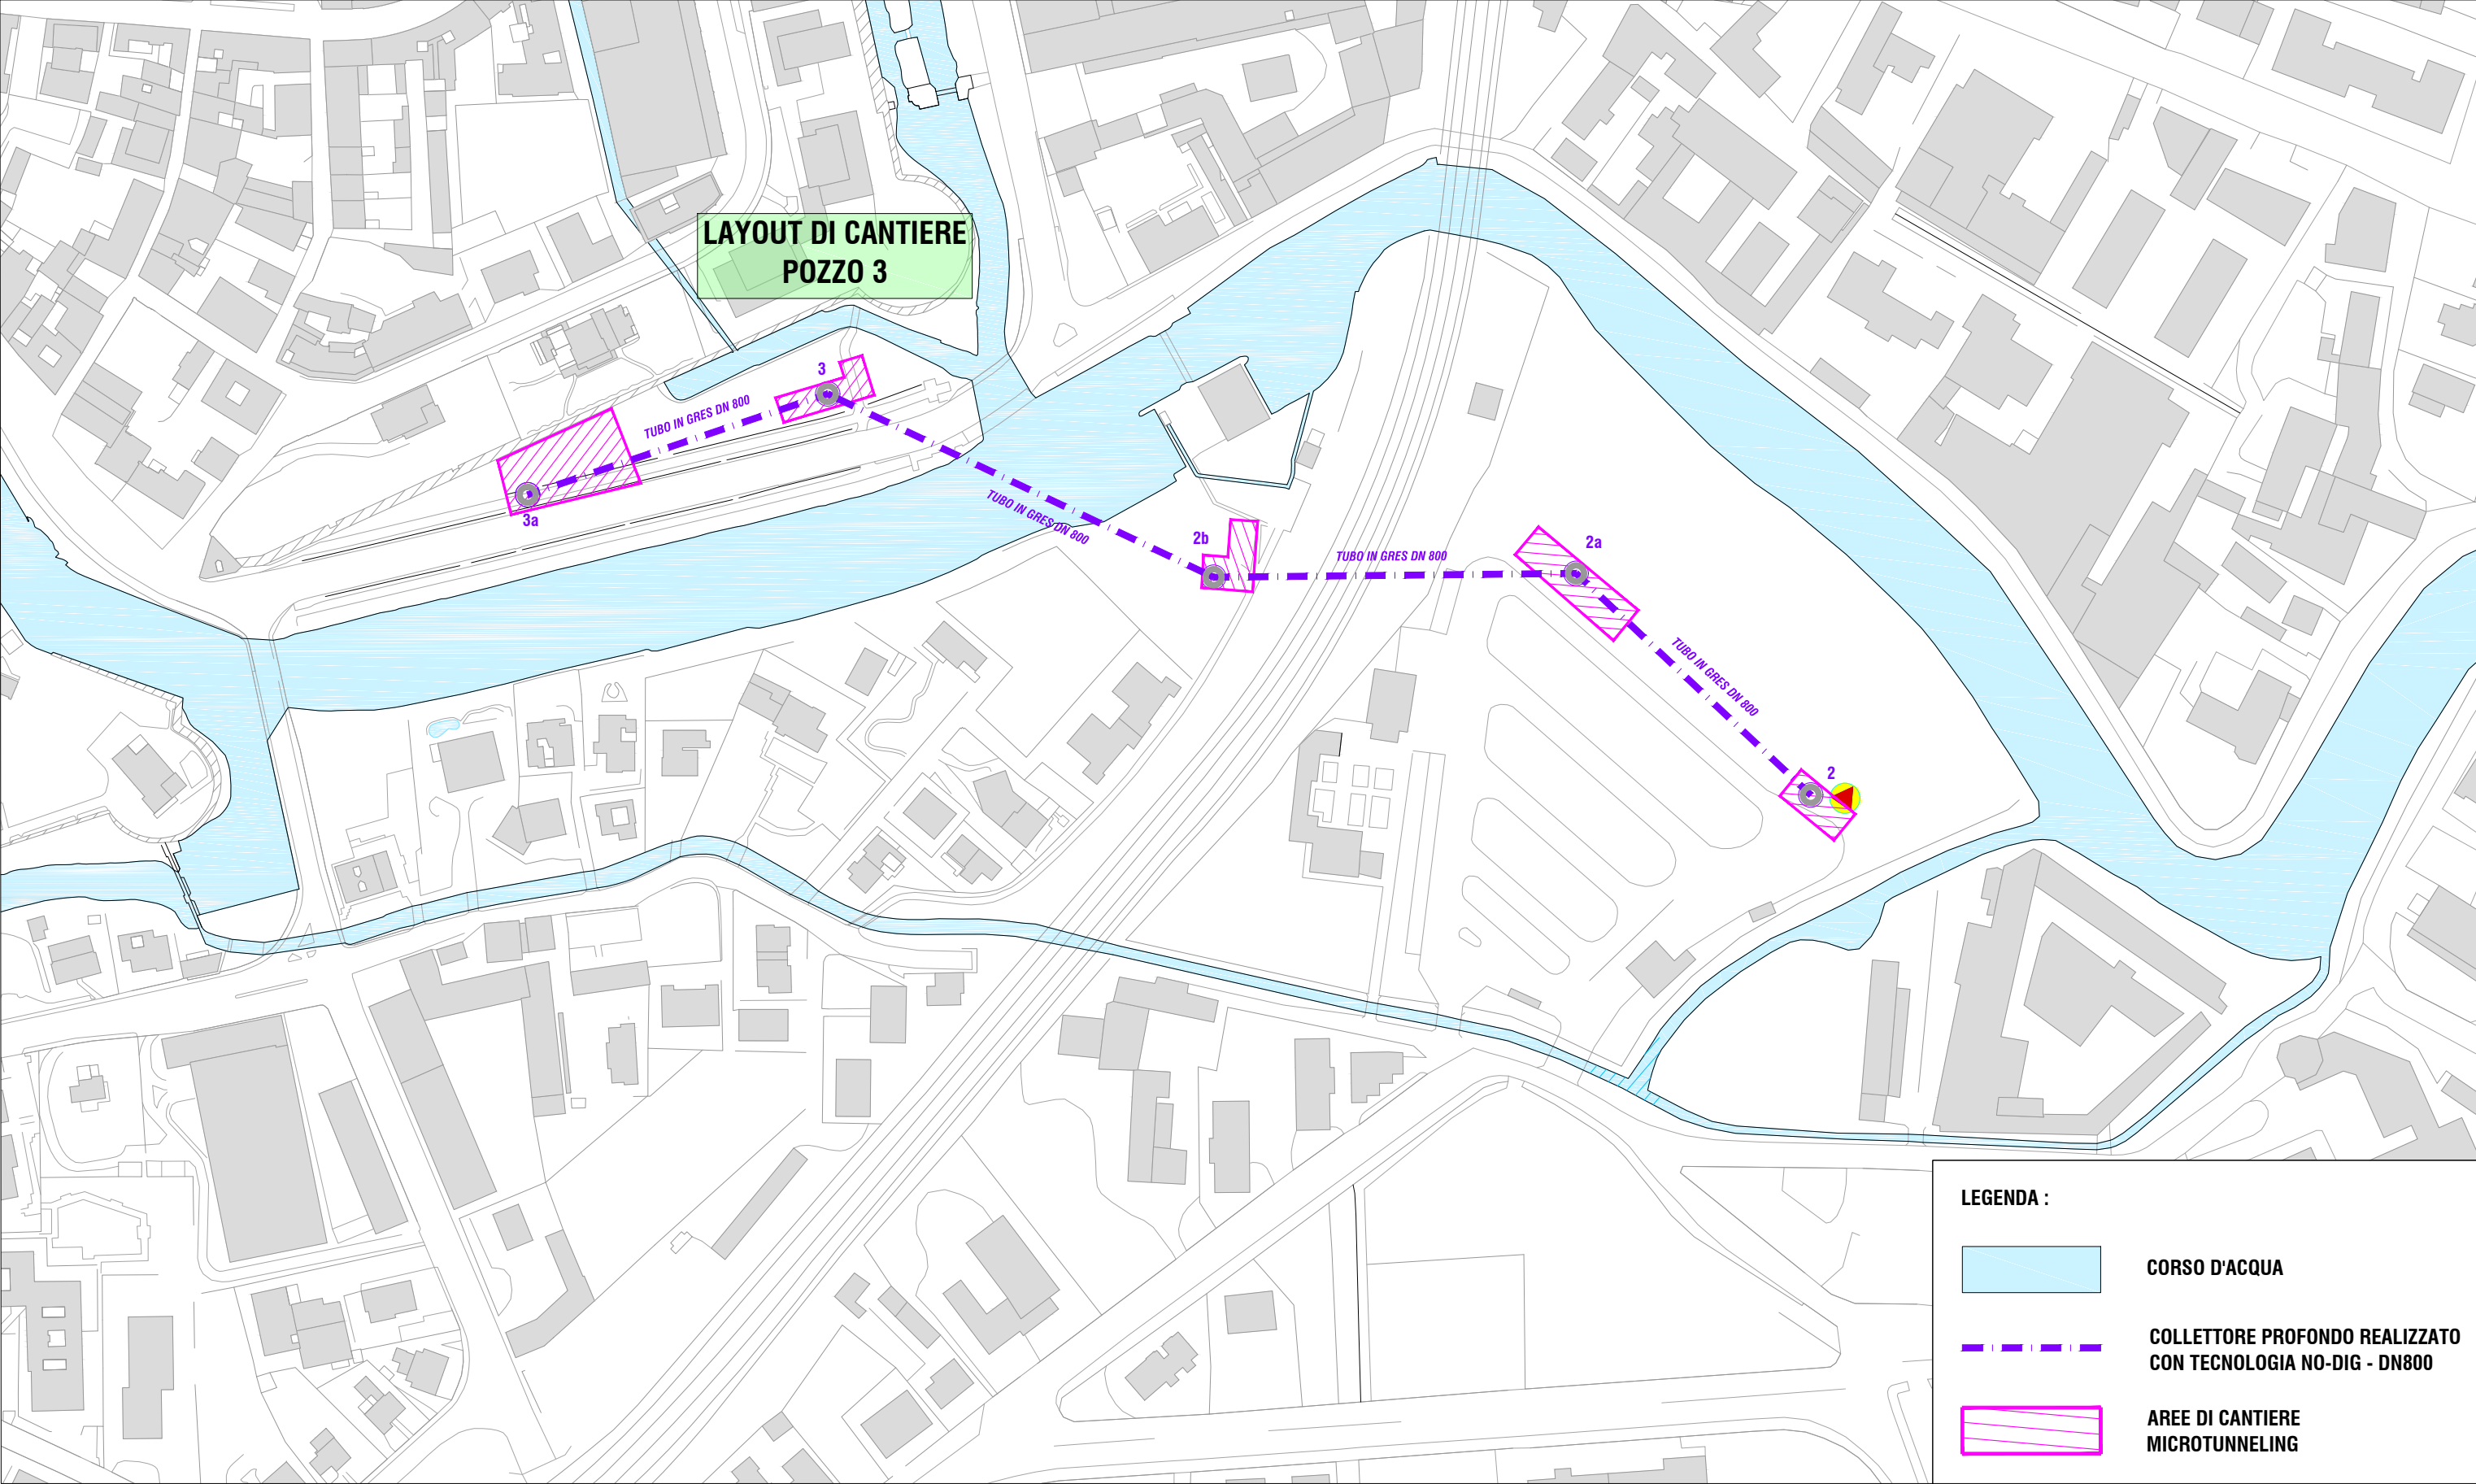 LAYOUT DI CANTIERE
POZZO 3
3
TUBO IN GRES DN 800
3a
TUBO IN GRES DN 800
2b
TUBO IN GRES DN 800
2a
TUBO IN GRES DN 800
2
LEGENDA :
CORSO D'ACQUA
COLLETTORE PROFONDO REALIZZATO
CON TECNOLOGIA NO-DIG - DN800
AREE DI CANTIERE
MICROTUNNELING